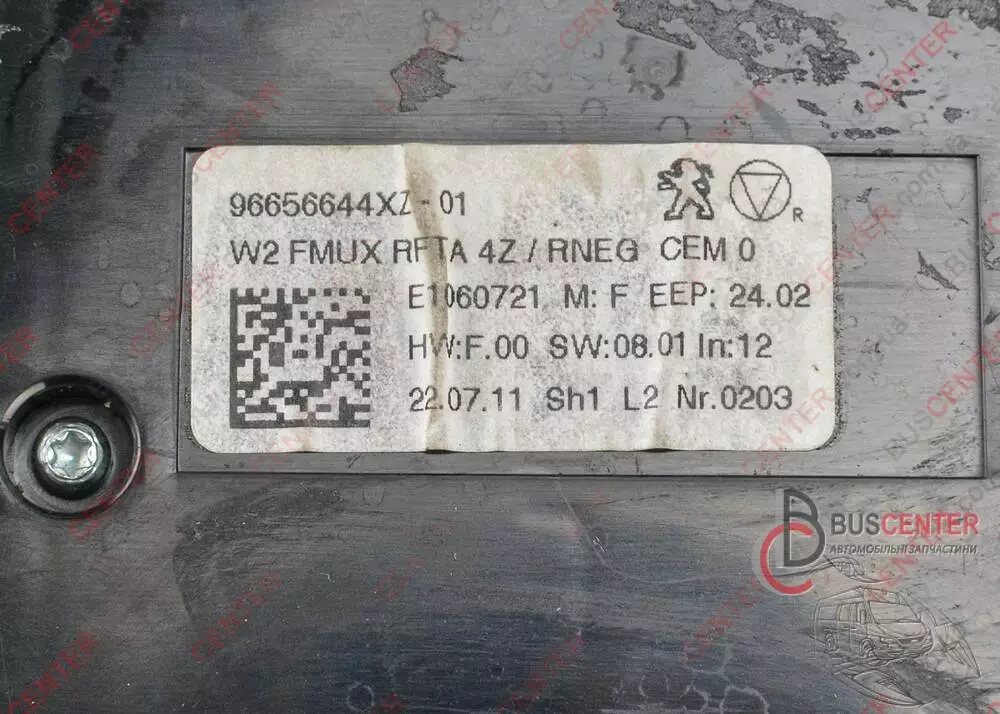 96656644XZ-01
R
W2 FMUX RFTA 4Z / RNEG CEM 0
E1060721 M: F EEP: 24.02
HW:F.00 SW:08.01 In:12
22.07.11 Sh1 L2 Nr.0203
BUSCENTER
АВТОМОБІЛЬНІ ЗАПЧАСТИНИ